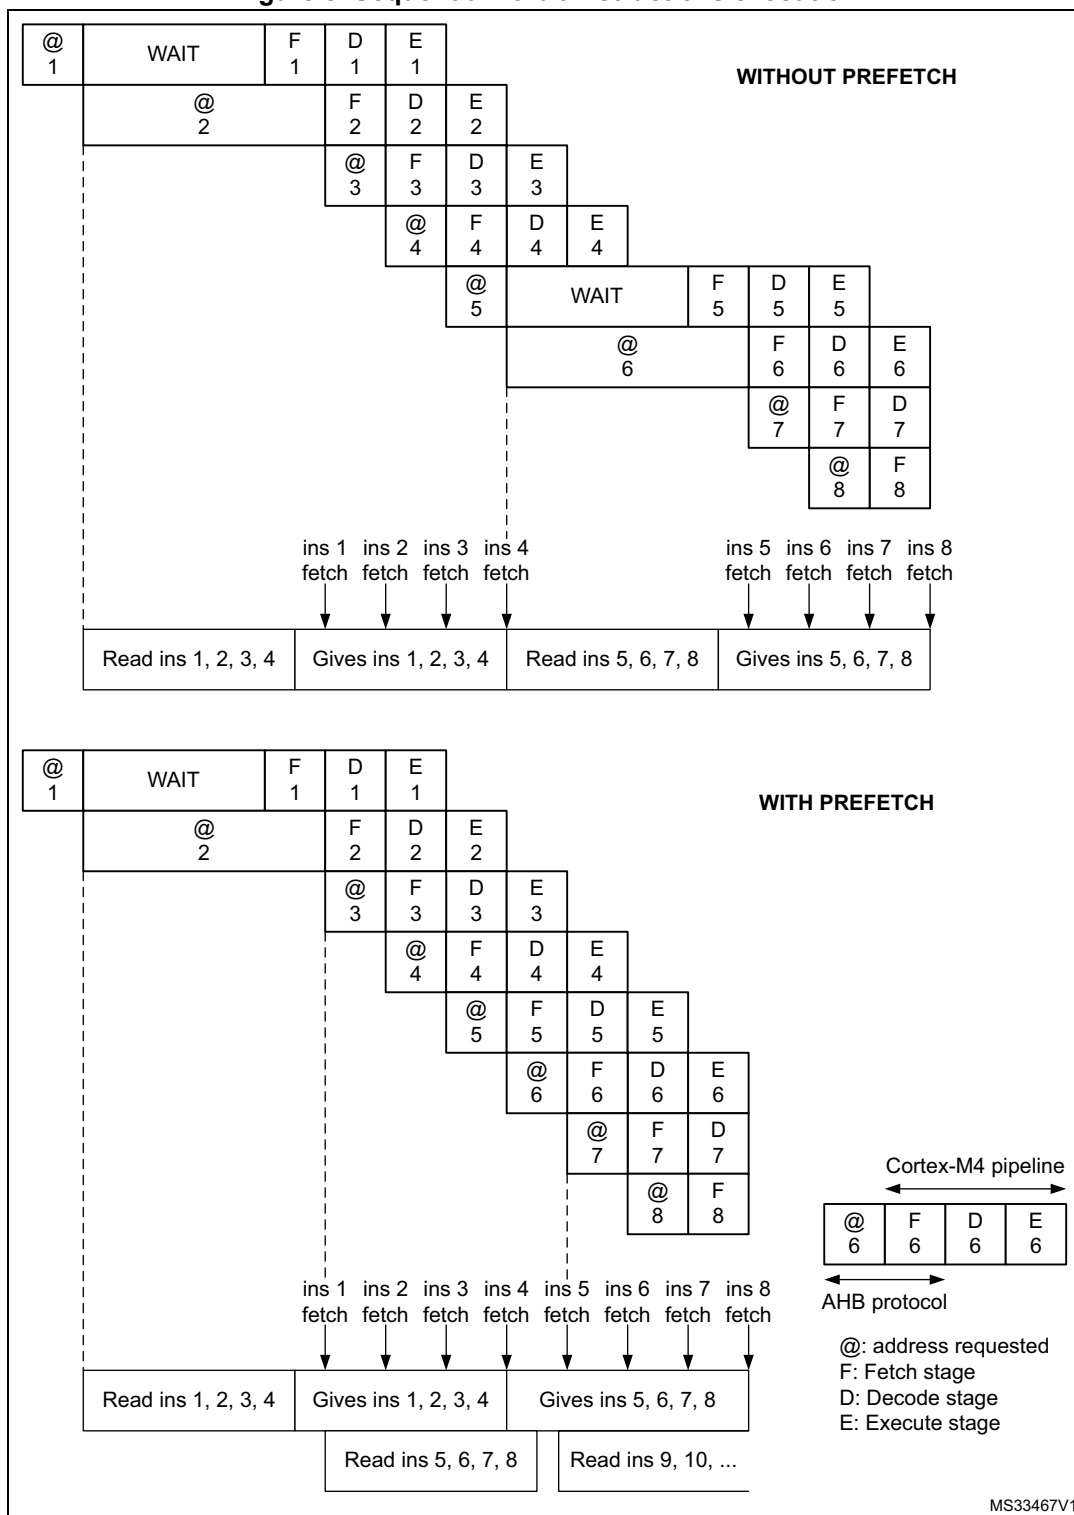 @ WAIT F D E
1 1 1 1
WITHOUT PREFETCH
@ F D E
2 2 2 2
@ F D E
3 3 3 3
@ F D E
4 4 4 4
@ WAIT F D E
5 5 5 5
@ F D E
6 6 6 6
@ F D
7 7 7
@ F
8 8
ins 1 ins 2 ins 3 ins 4 ins 5 ins 6 ins 7 ins 8
fetch fetch fetch fetch fetch fetch fetch fetch
Read ins 1, 2, 3, 4 Gives ins 1, 2, 3, 4 Read ins 5, 6, 7, 8 Gives ins 5, 6, 7, 8
@ WAIT F D E
1 1 1 1
WITH PREFETCH
@ F D E
2 2 2 2
@ F D E
3 3 3 3
@ F D E
4 4 4 4
@ F D E
5 5 5 5
@ F D E
6 6 6 6
@ F D
7 7 7
@ F
8 8
Cortex-M4 pipeline
@ F D E
6 6 6 6
AHB protocol
ins 1 ins 2 ins 3 ins 4 ins 5 ins 6 ins 7 ins 8
fetch fetch fetch fetch fetch fetch fetch fetch
@: address requested
F: Fetch stage
D: Decode stage
E: Execute stage
Read ins 1, 2, 3, 4 Gives ins 1, 2, 3, 4 Gives ins 5, 6, 7, 8
Read ins 5, 6, 7, 8 Read ins 9, 10, ...
MS33467V1